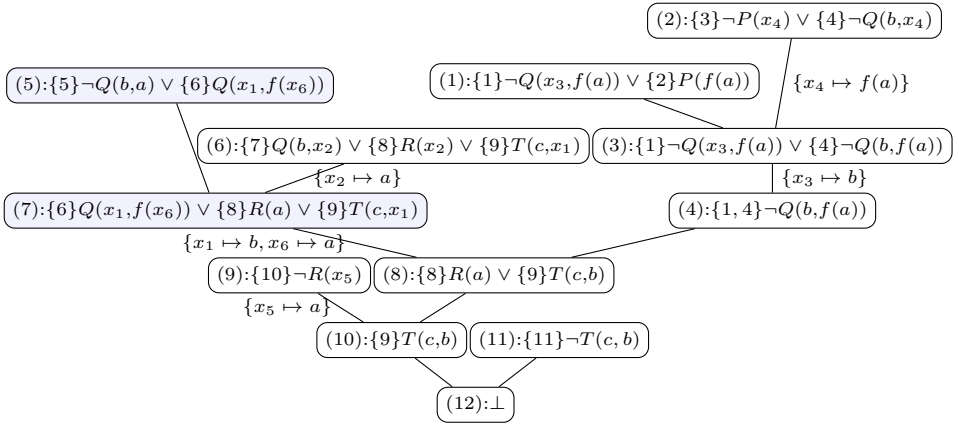 (2):{3}¬P(x₄) ∨ {4}¬Q(b,x₄)
(5):{5}¬Q(b,a) ∨ {6}Q(x₁,f(x₆))
(1):{1}¬Q(x₃,f(a)) ∨ {2}P(f(a))
{x₄ ↦ f(a)}
(6):{7}Q(b,x₂) ∨ {8}R(x₂) ∨ {9}T(c,x₁)
(3):{1}¬Q(x₃,f(a)) ∨ {4}¬Q(b,f(a))
{x₂ ↦ a}
{x₃ ↦ b}
(7):{6}Q(x₁,f(x₆)) ∨ {8}R(a) ∨ {9}T(c,x₁)
(4):{1, 4}¬Q(b,f(a))
{x₁ ↦ b, x₆ ↦ a}
(9):{10}¬R(x₅)
(8):{8}R(a) ∨ {9}T(c,b)
{x₅ ↦ a}
(10):{9}T(c,b)
(11):{11}¬T(c, b)
(12):⊥